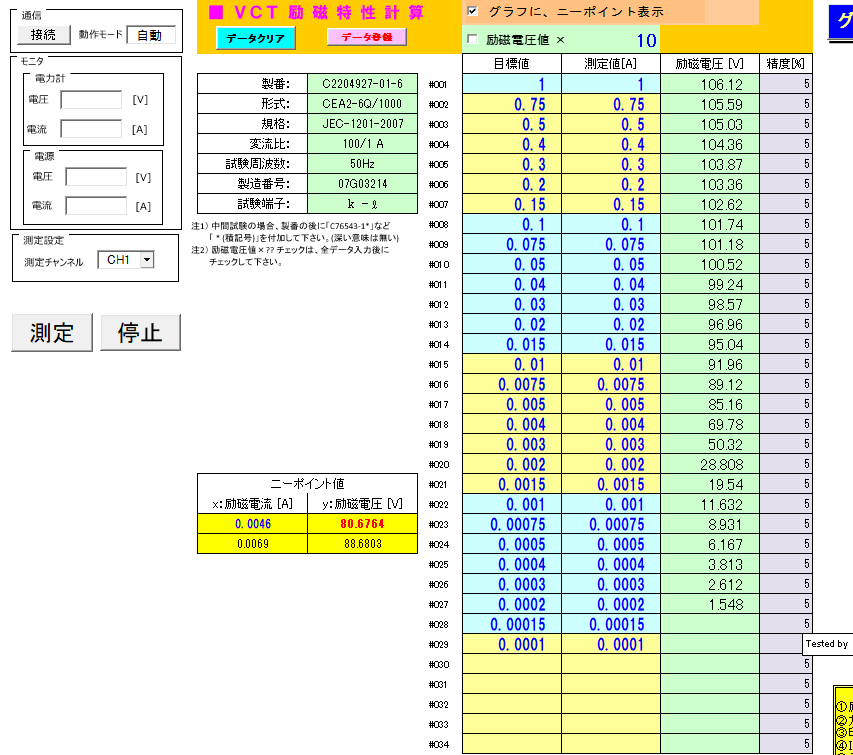 通信
接続 動作モード 自動
モニタ
電力計
電圧 [V]
電流 [A]
電源
電圧 [V]
電流 [A]
測定設定
測定チャンネル CH1
測定 停止
■ VCT 励磁特性計算
データクリア データ登録
製番: C2204927-01-6
形式: CEA2-6Q/1000
規格: JEC-1201-2007
変流比: 100/1 A
試験周波数: 50Hz
製造番号: 07G03214
試験端子: k - ℓ
注1) 中間試験の場合、製番の後に「C76543-1*」など
「 * (積記号)」を付加して下さい。(深い意味は無い)
注2) 励磁電圧値×?? チェックは、全データ入力後に
チェックして下さい。
ニーポイント値
x:励磁電流 [A] y:励磁電圧 [V]
0.0046 80.6764
0.0069 88.6803
グラフに、ニーポイント表示
励磁電圧値 × 10
目標値 測定値[A] 励磁電圧 [V] 精度[%]
#001 1 1 106.12 5
#002 0.75 0.75 105.59 5
#003 0.5 0.5 105.03 5
#004 0.4 0.4 104.36 5
#005 0.3 0.3 103.87 5
#006 0.2 0.2 103.36 5
#007 0.15 0.15 102.62 5
#008 0.1 0.1 101.74 5
#009 0.075 0.075 101.18 5
#010 0.05 0.05 100.52 5
#011 0.04 0.04 99.24 5
#012 0.03 0.03 98.57 5
#013 0.02 0.02 96.96 5
#014 0.015 0.015 95.04 5
#015 0.01 0.01 91.96 5
#016 0.0075 0.0075 89.12 5
#017 0.005 0.005 85.16 5
#018 0.004 0.004 69.78 5
#019 0.003 0.003 50.32 5
#020 0.002 0.002 28.808 5
#021 0.0015 0.0015 19.54 5
#022 0.001 0.001 11.632 5
#023 0.00075 0.00075 8.931 5
#024 0.0005 0.0005 6.167 5
#025 0.0004 0.0004 3.813 5
#026 0.0003 0.0003 2.612 5
#027 0.0002 0.0002 1.548 5
#028 0.00015 0.00015 5
#029 0.0001 0.0001 5
#030 5
#031 5
#032 5
#033 5
#034 5
グ
Tested by
①励
②
③
④